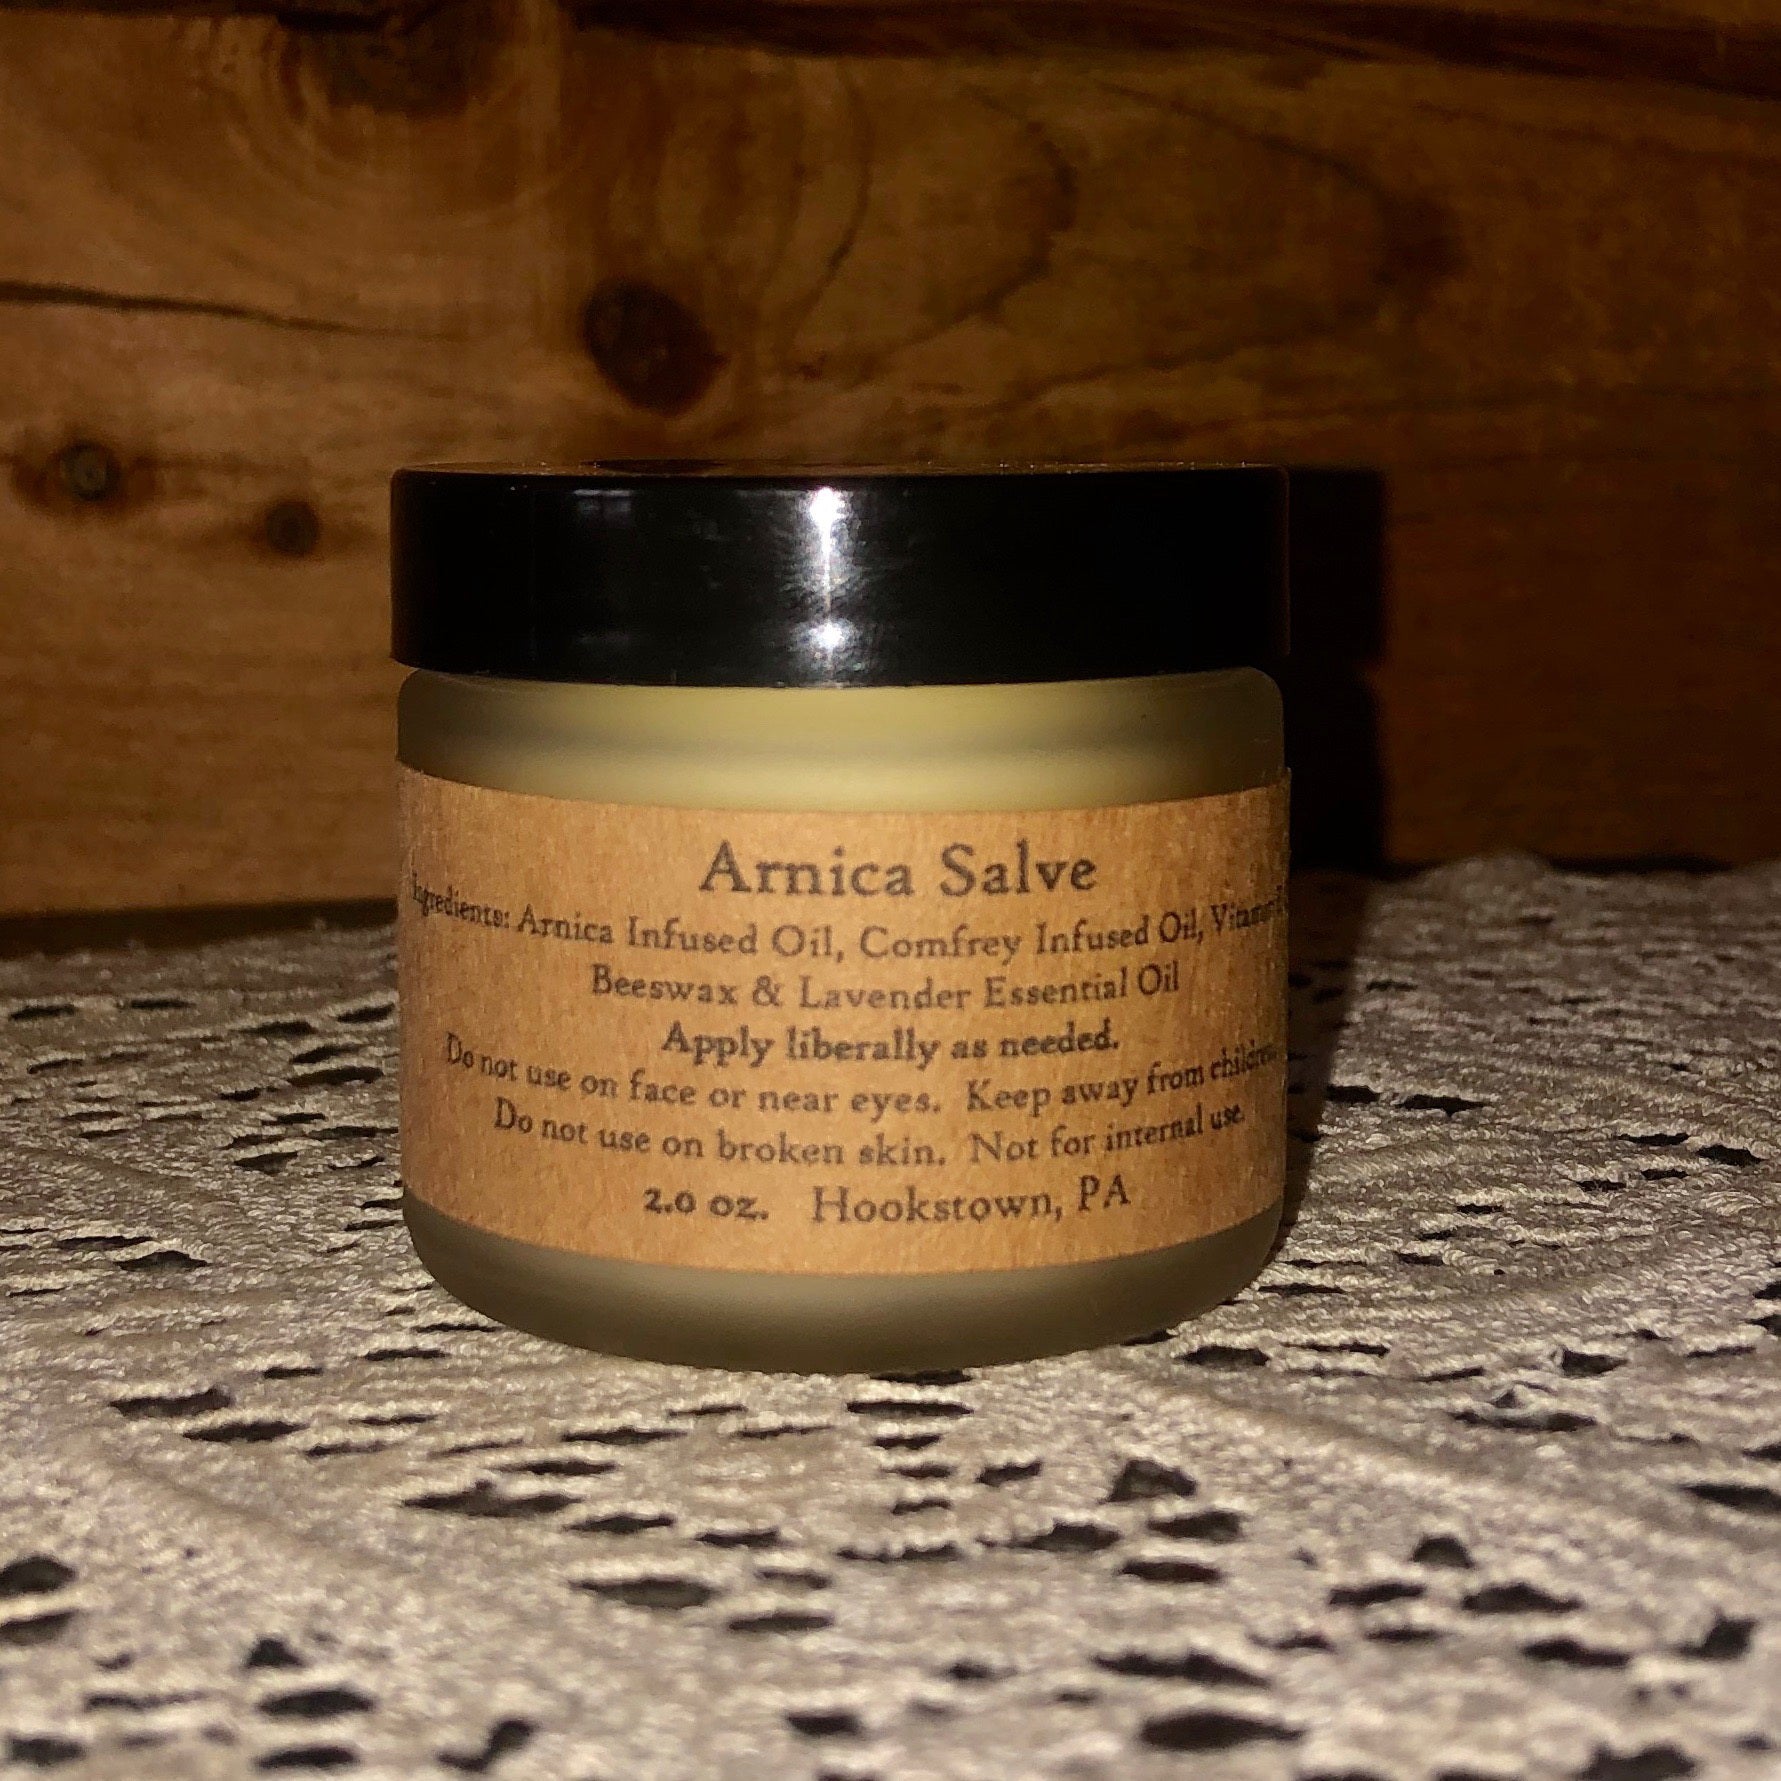 Arnica Salve
Ingredients: Arnica Infused Oil, Comfrey Infused Oil, Vitamin E
Beeswax & Lavender Essential Oil
Apply liberally as needed.
Do not use on face or near eyes. Keep away from children.
Do not use on broken skin. Not for internal use.
2.0 oz. Hookstown, PA